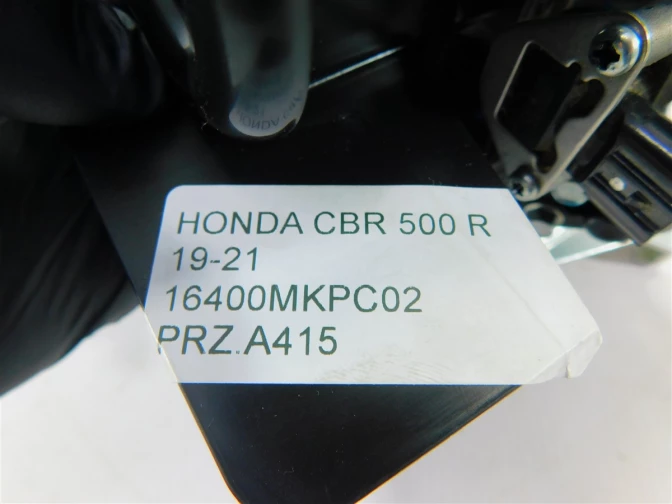 HONDA CBR 500 R
19-21
16400MKPC02
PRZ.A415